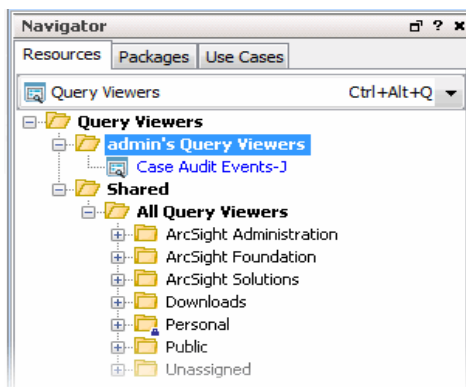 Navigator ?
Resources Packages Use Cases
Query Viewers Ctrl+Alt+Q
Query Viewers
admin's Query Viewers
Case Audit Events-J
Shared
All Query Viewers
ArcSight Administration
ArcSight Foundation
ArcSight Solutions
Downloads
Personal
Public
Unassigned